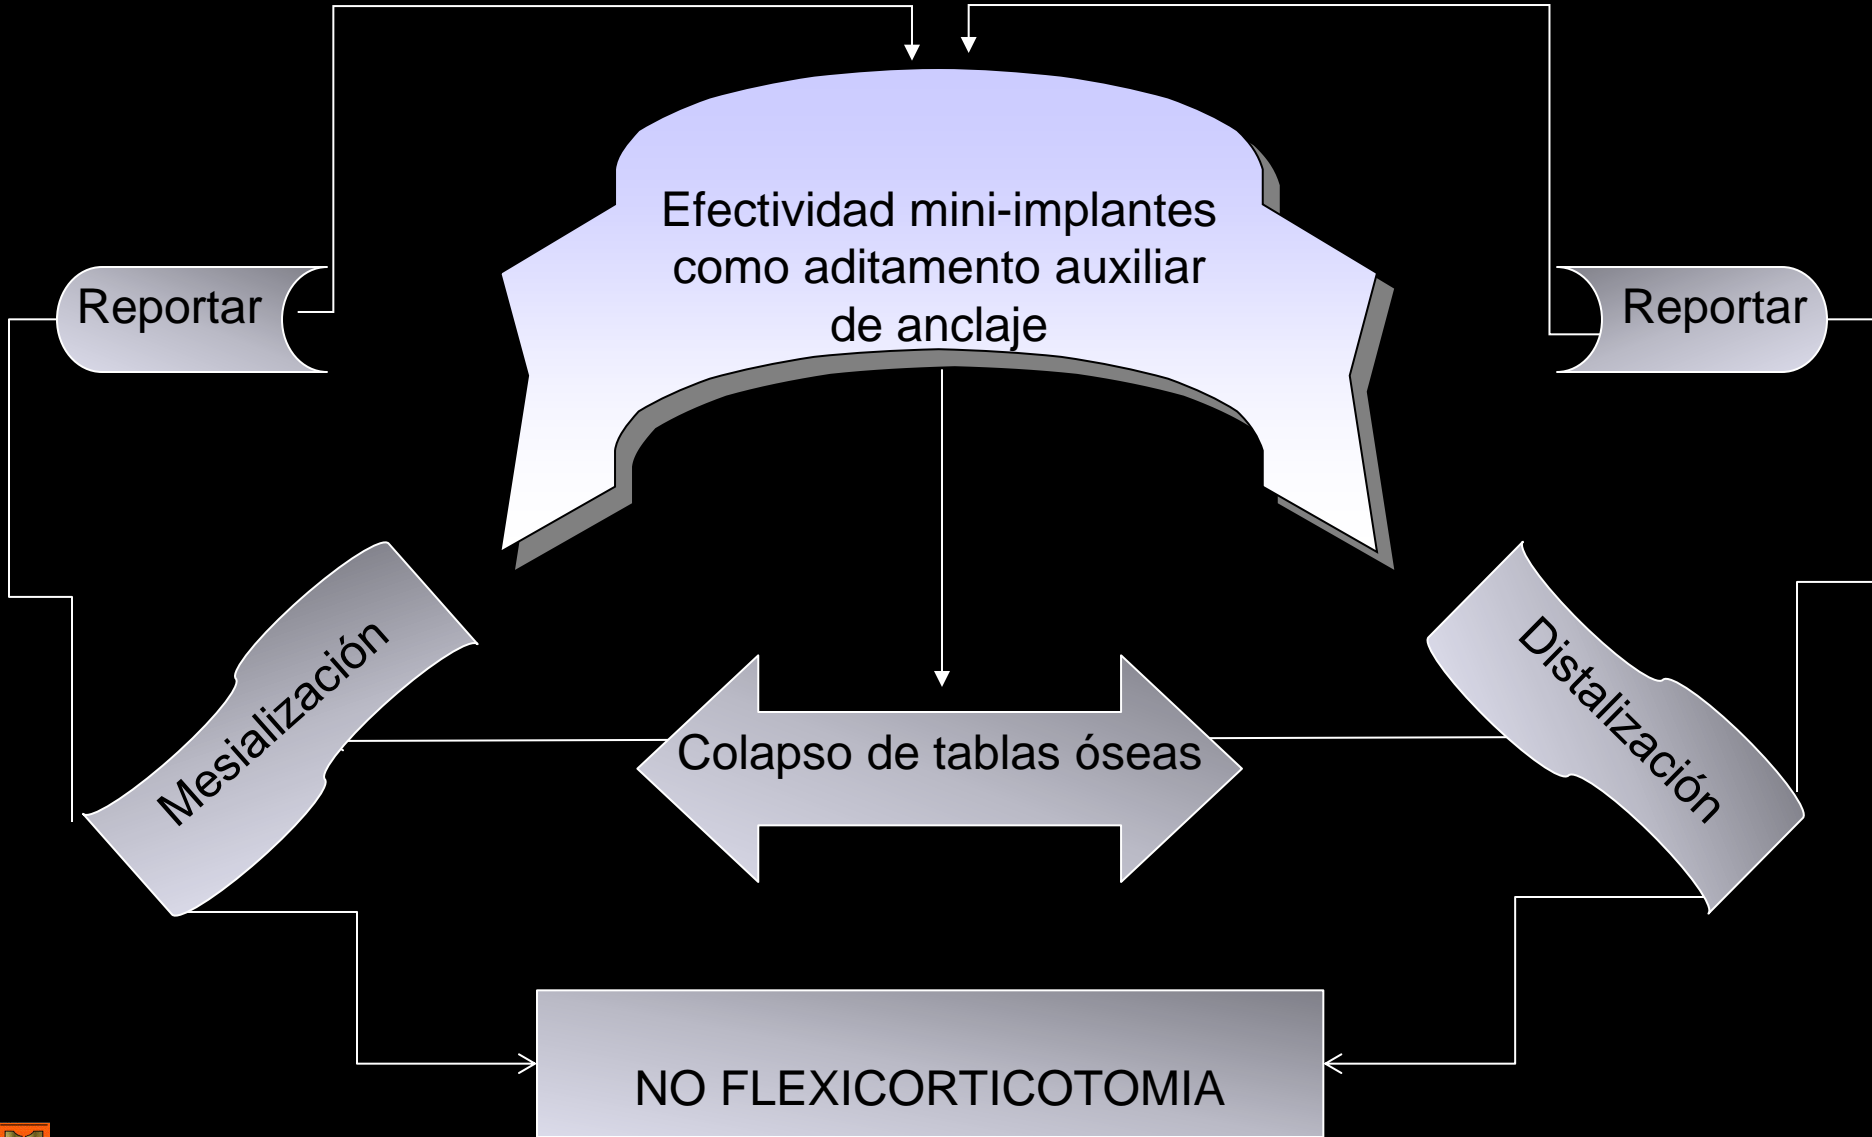 Efectividad mini-implantes
como aditamento auxiliar
de anclaje
Reportar
Reportar
Mesialización
Colapso de tablas óseas
Distalización
NO FLEXICORTICOTOMIA